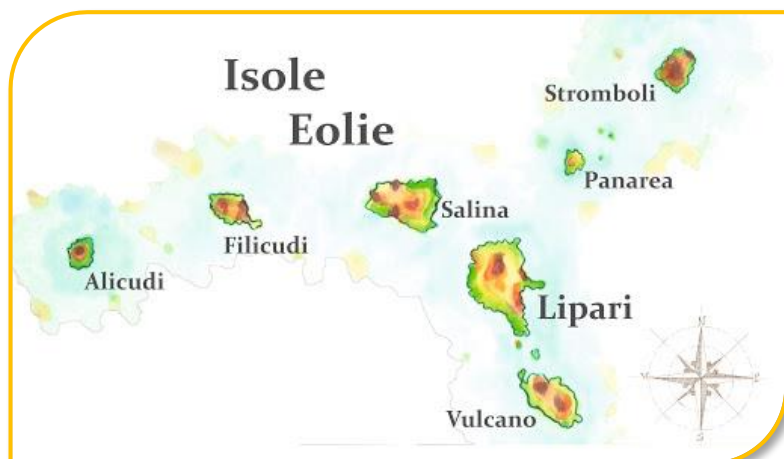 Isole
Eolie
Stromboli
Panarea
Salina
Filicudi
Alicudi
Lipari
Vulcano